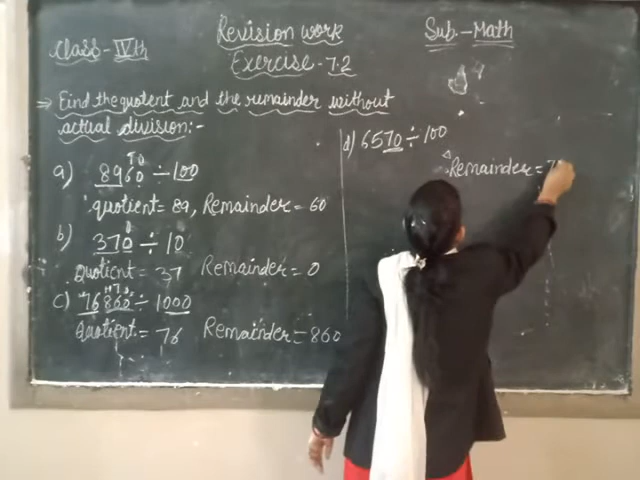 Revision work
Sub.-Math
Class-IVth
Exercise-7.2
⇒ Find the quotent and the remainder without
actual division:-
a) 8960 ÷ 100
T O
quotient = 89, Remainder = 60
b) 370 ÷ 10
Quotient = 37 Remainder = 0
c) 76860 ÷ 1000
H T O
Quotient = 76 Remainder = 860
d) 6570 ÷ 100
Remainder = 7